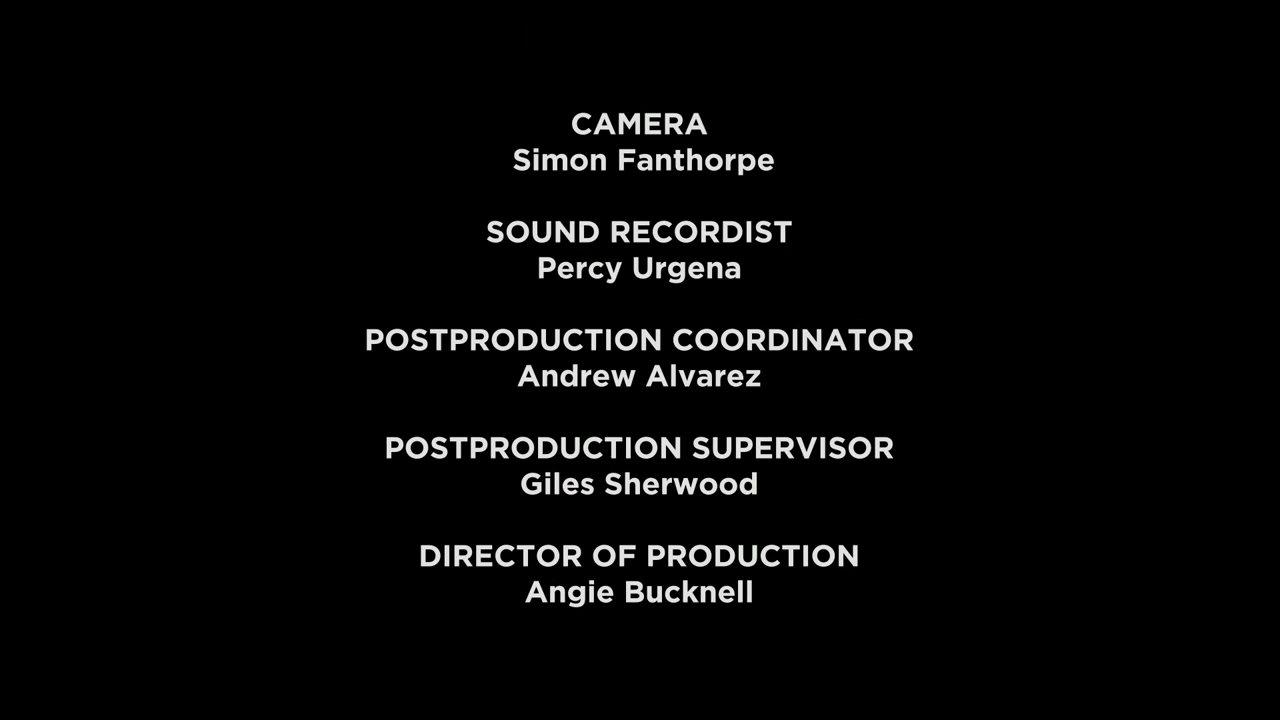 CAMERA
Simon Fanthorpe
SOUND RECORDIST
Percy Urgena
POSTPRODUCTION COORDINATOR
Andrew Alvarez
POSTPRODUCTION SUPERVISOR
Giles Sherwood
DIRECTOR OF PRODUCTION
Angie Bucknell